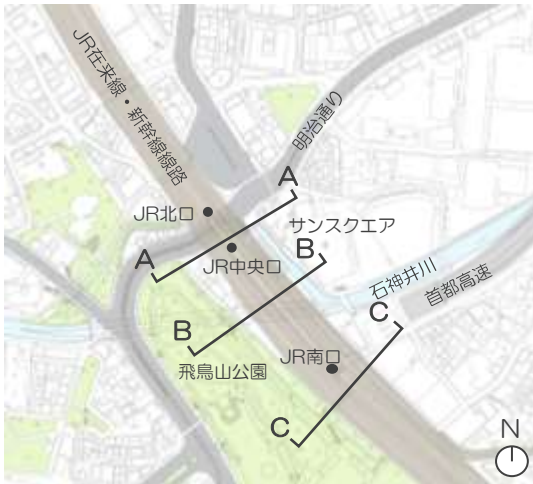 JR在来線・新幹線線路
明治通り
A
JR北口
サンスクエア
A
JR中央口
B
石神井川
首都高速
B
C
飛鳥山公園
JR南口
C
N